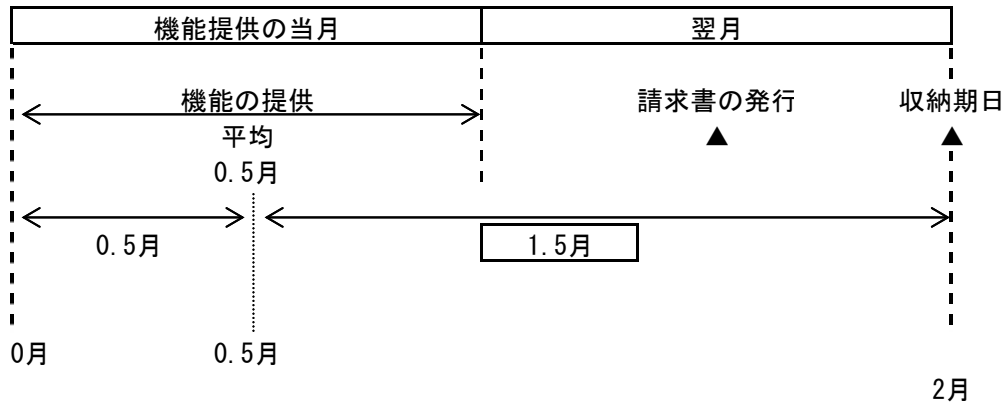 機能提供の当月 翌月
機能の提供 請求書の発行 収納期日
平均 ▲ ▲
0.5月
0.5月 1.5月
0月 0.5月
2月